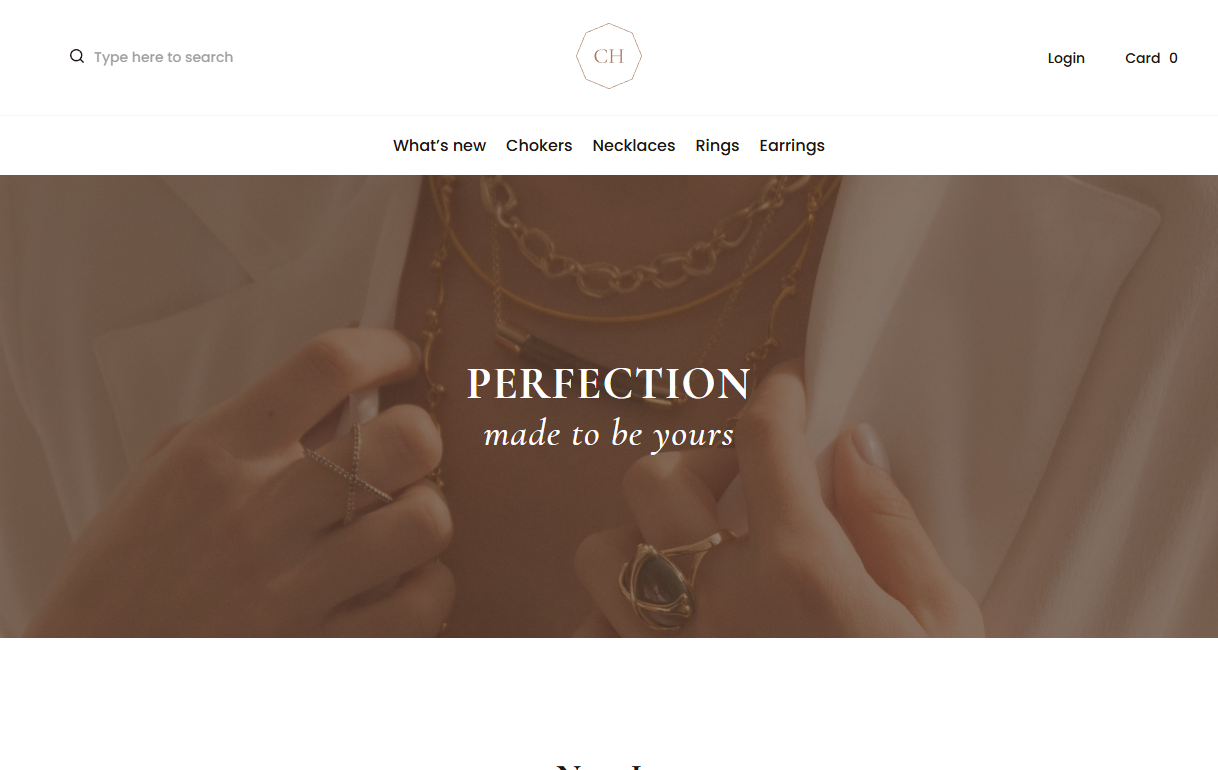 Type here to search
CH
Login
Card 0
What’s new
Chokers
Necklaces
Rings
Earrings
PERFECTION
made to be yours